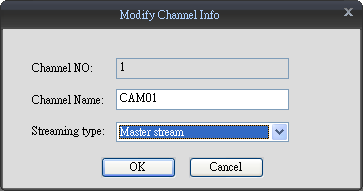 Modify Channel Info
Channel NO: 1
Channel Name: CAM01
Streaming type: Master stream
OK Cancel